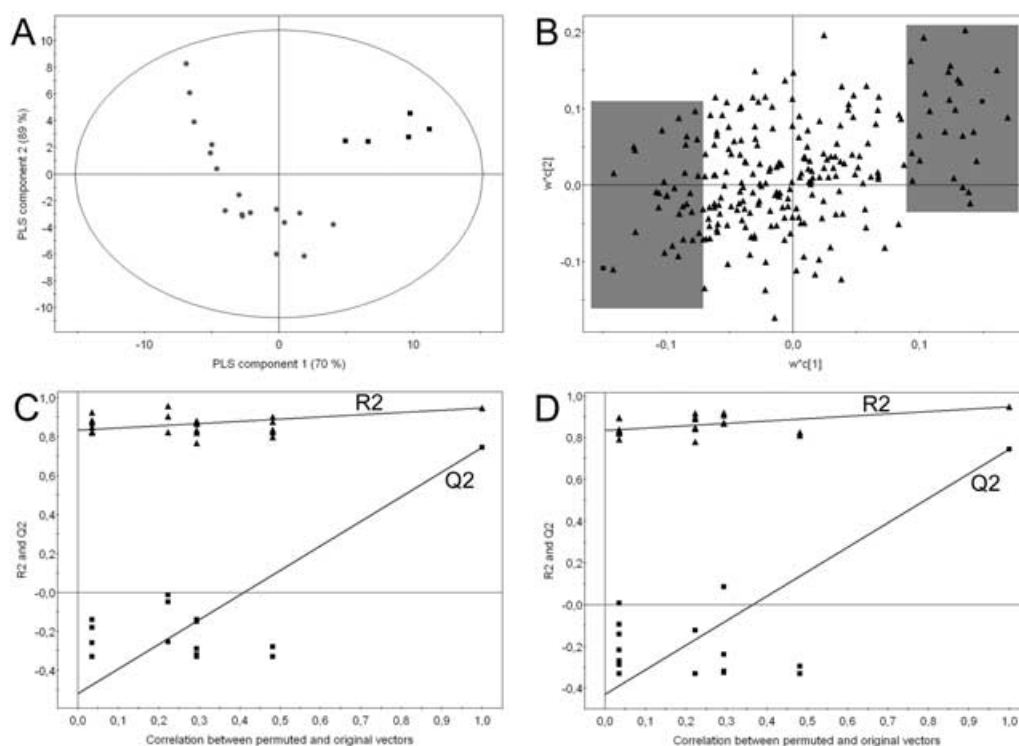 A
PLS component 2 (89 %)
10
8
6
4
2
0
-2
-4
-6
-8
-10
-10
0
10
PLS component 1 (70 %)
B
0,2
0,1
0,0
-0,1
w*c[2]
-0,1
0,0
0,1
w*c[1]
C
R2
Q2
R2 and Q2
1,0
0,8
0,6
0,4
0,2
-0,0
-0,2
-0,4
0,0 0,1 0,2 0,3 0,4 0,5 0,6 0,7 0,8 0,9 1,0
Correlation between permuted and original vectors
D
R2
Q2
R2 and Q2
1,0
0,8
0,6
0,4
0,2
-0,0
-0,2
-0,4
0,0 0,1 0,2 0,3 0,4 0,5 0,6 0,7 0,8 0,9 1,0
Correlation between permuted and original vectors